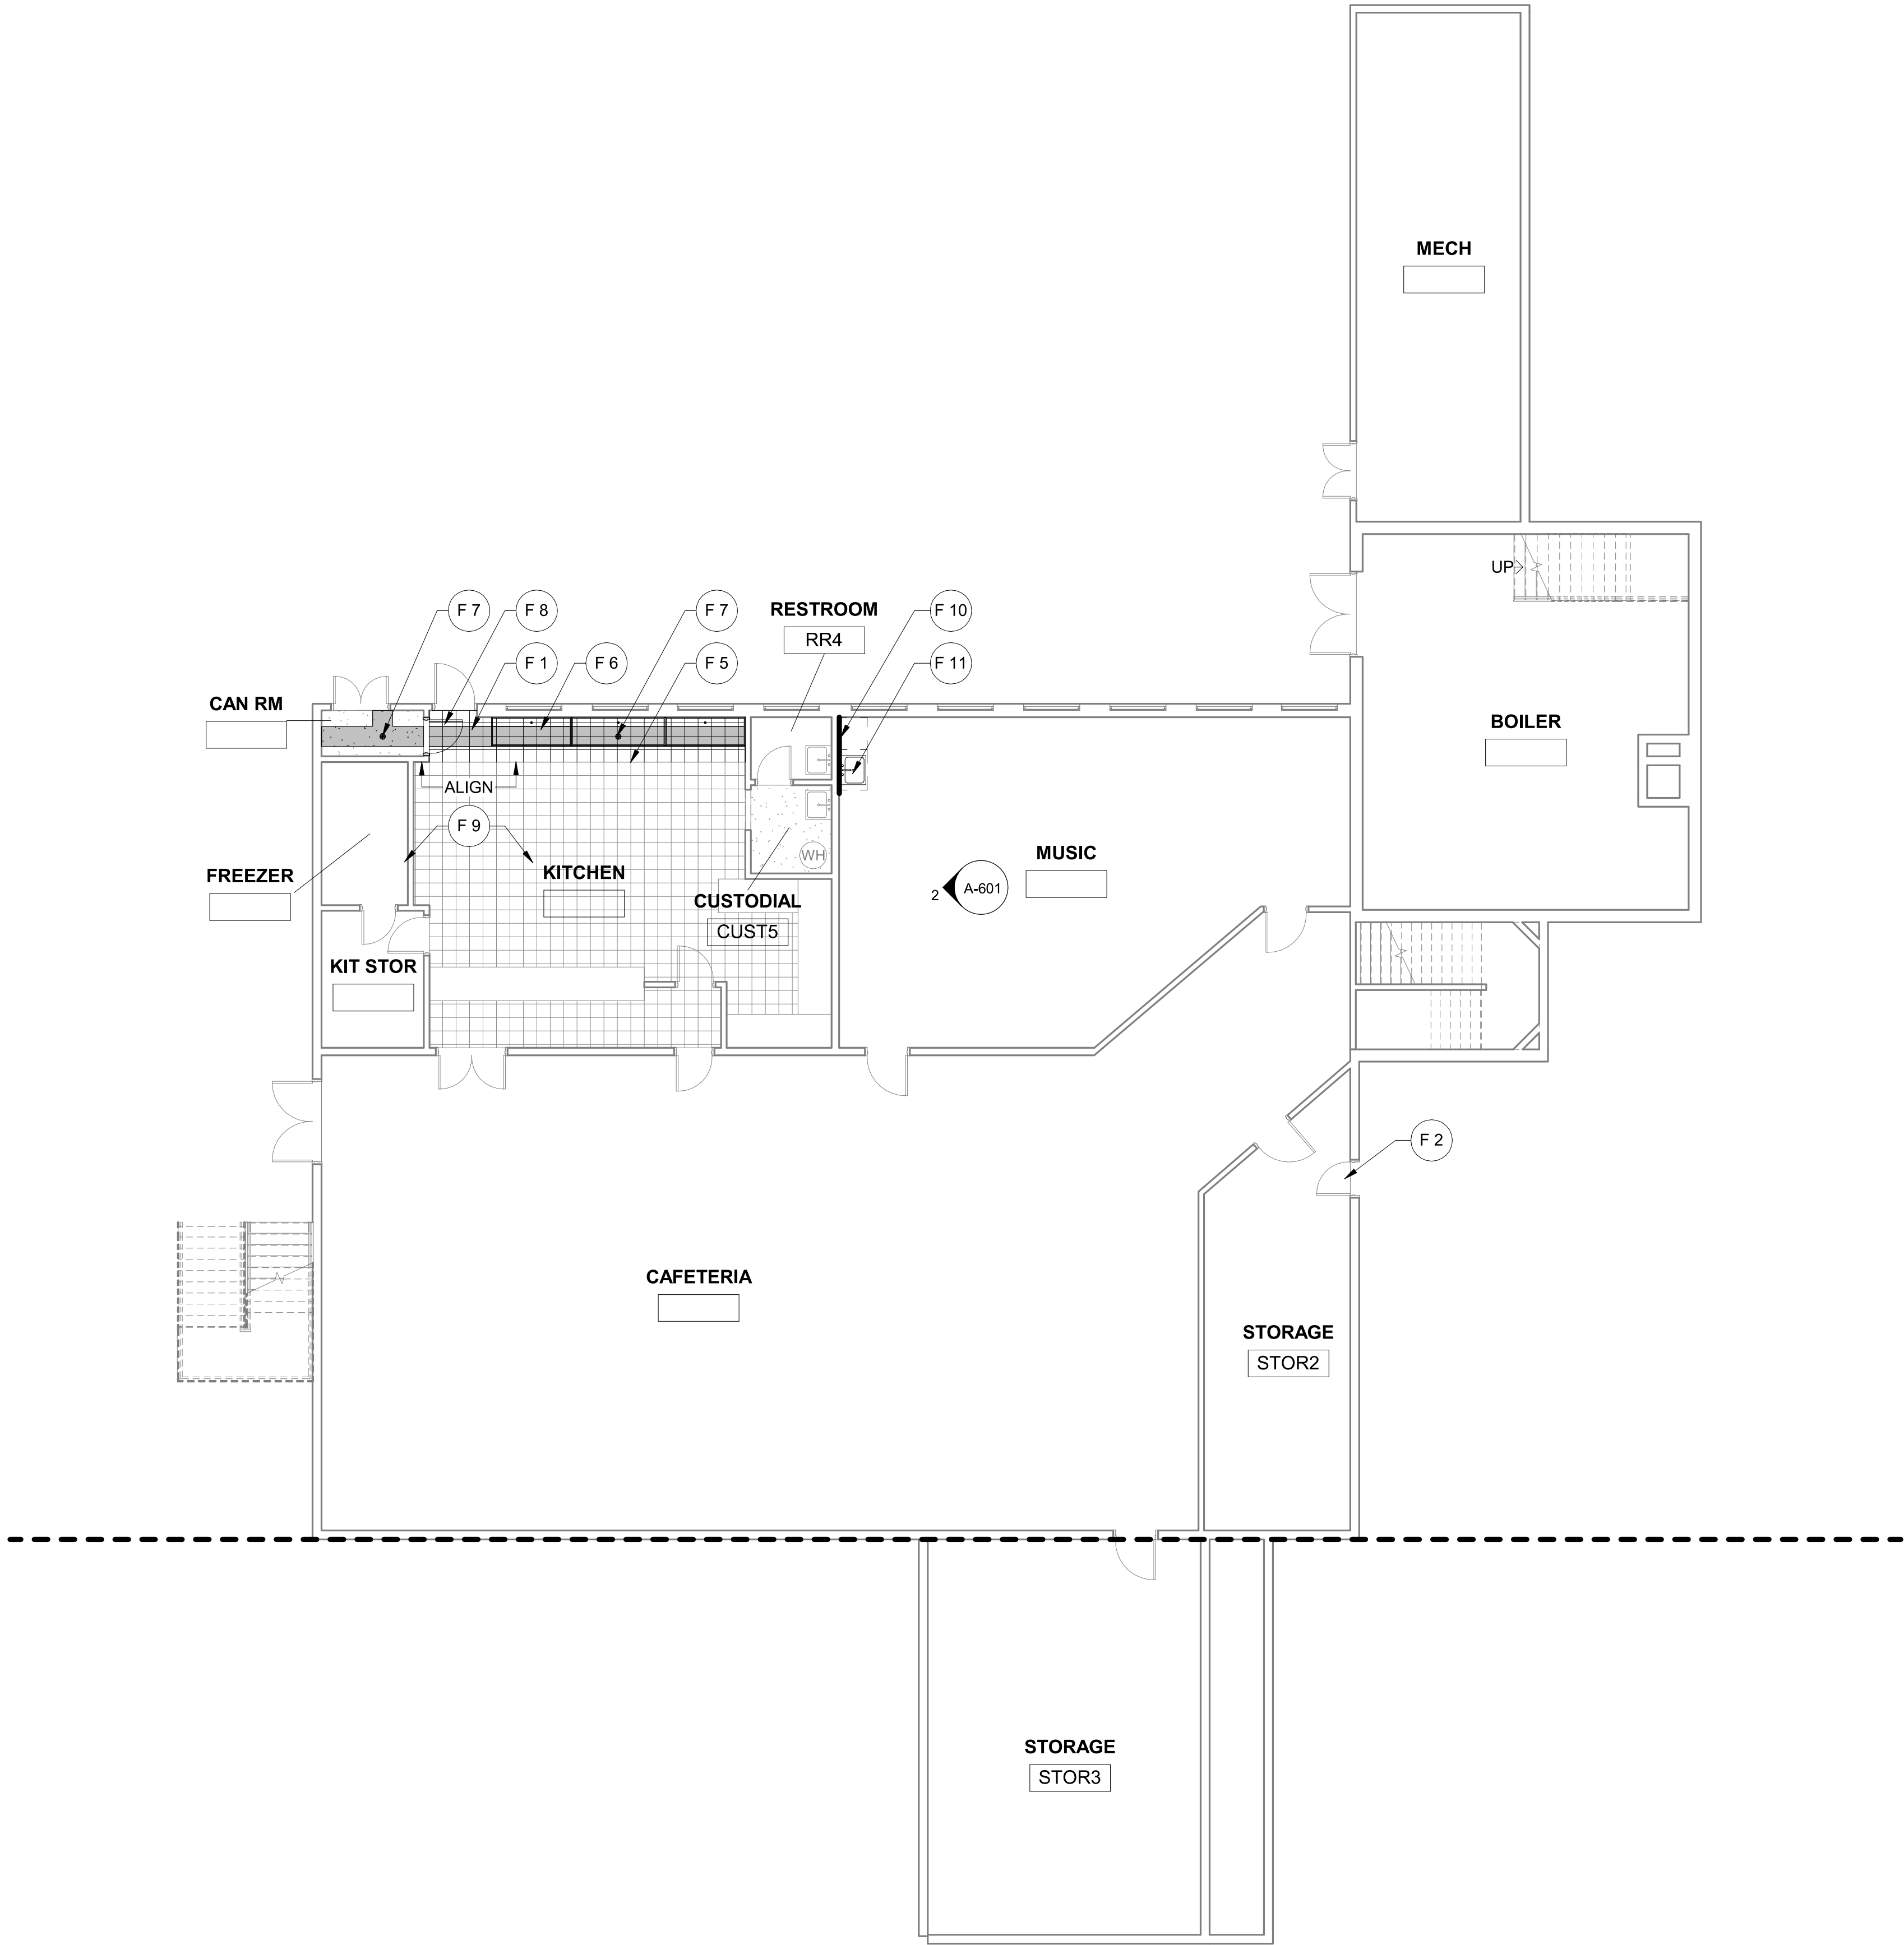 MECH
UP
F 7
F 8
F 7
RESTROOM
RR4
F 10
F 1
F 6
F 5
F 11
CAN RM
BOILER
ALIGN
F 9
MUSIC
FREEZER
KITCHEN
WH
A-601
2
CUSTODIAL
CUST5
KIT STOR
F 2
CAFETERIA
STORAGE
STOR2
STORAGE
STOR3